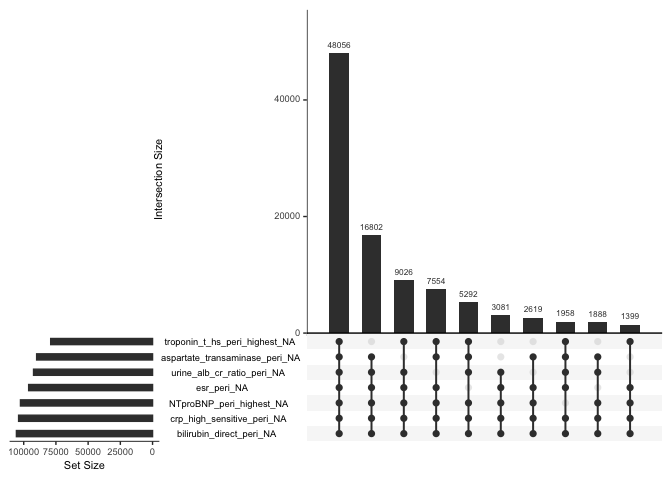 48056
40000
Intersection Size
20000
16802
9026
7554
5292
3081
2619
1958
1888
1399
0
troponin_t_hs_peri_highest_NA
aspartate_transaminase_peri_NA
urine_alb_cr_ratio_peri_NA
esr_peri_NA
NTproBNP_peri_highest_NA
crp_high_sensitive_peri_NA
bilirubin_direct_peri_NA
100000 75000 50000 25000 0
Set Size